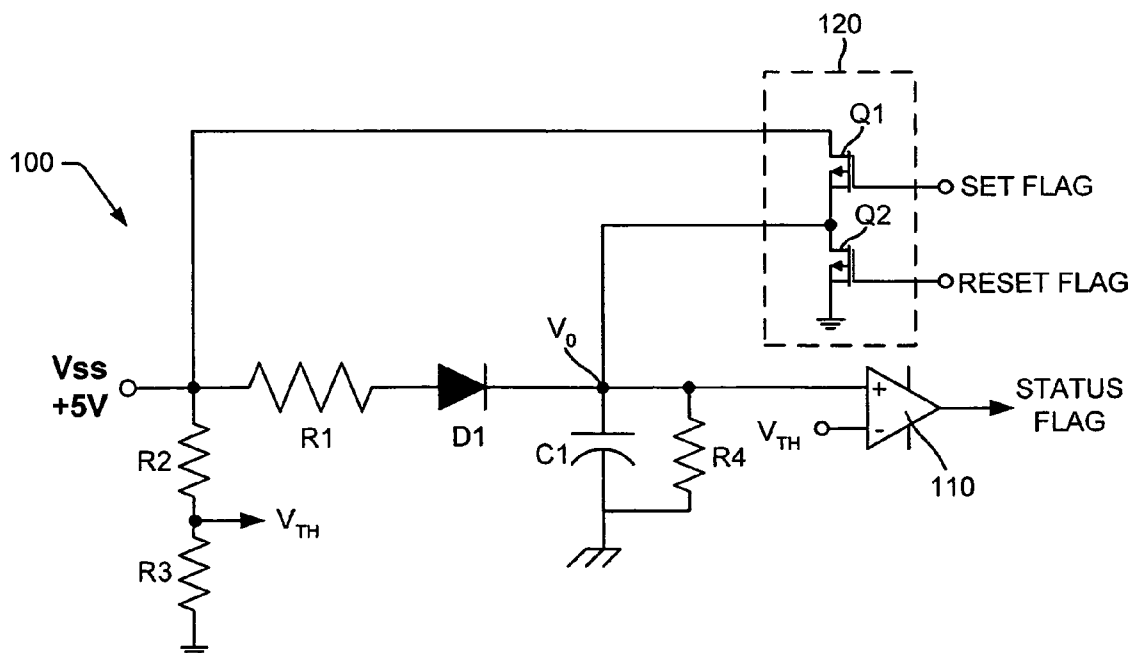 120
Q1
100
SET FLAG
Q2
RESET FLAG
V0
Vss
+5V
STATUS
FLAG
R1
D1
+
-
VTH
C1
R4
R2
110
VTH
R3